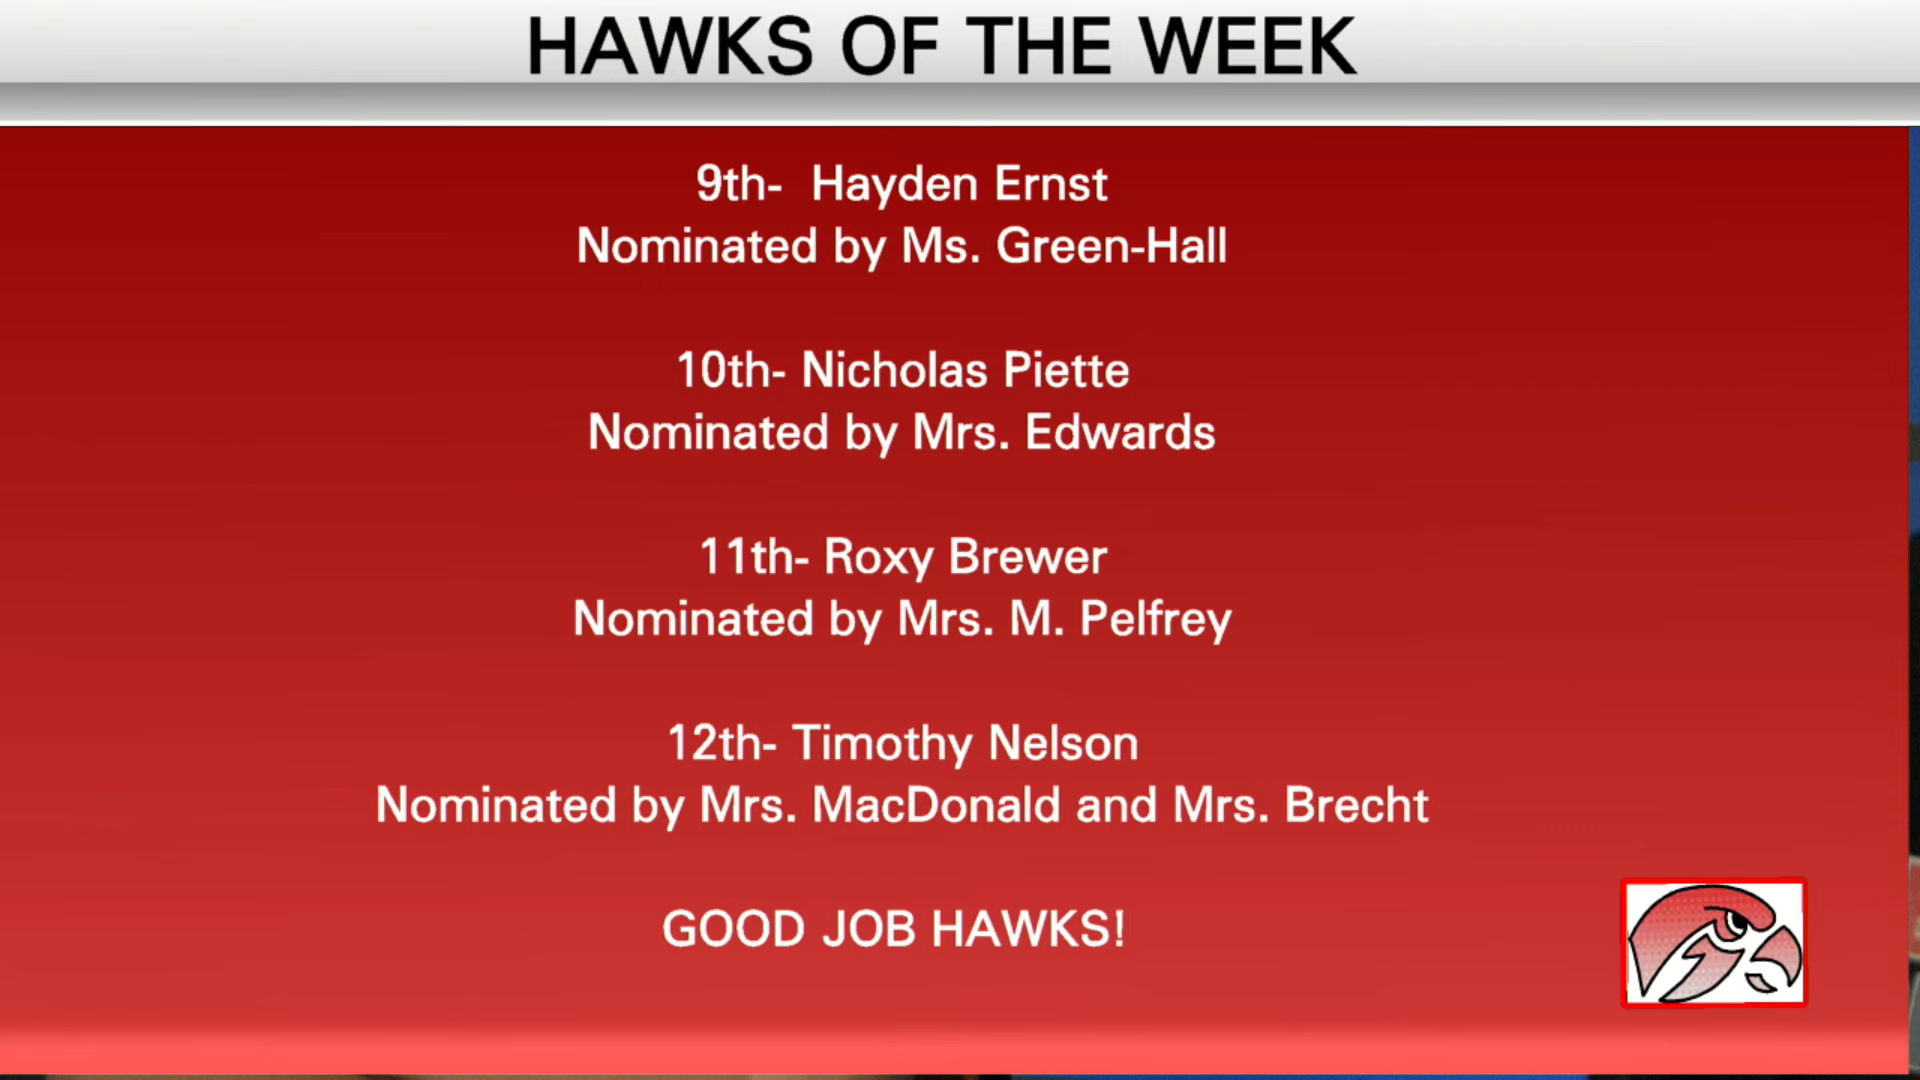 HAWKS OF THE WEEK
9th-  Hayden Ernst
Nominated by Ms. Green-Hall
10th- Nicholas Piette
Nominated by Mrs. Edwards
11th- Roxy Brewer
Nominated by Mrs. M. Pelfrey
12th- Timothy Nelson
Nominated by Mrs. MacDonald and Mrs. Brecht
GOOD JOB HAWKS!